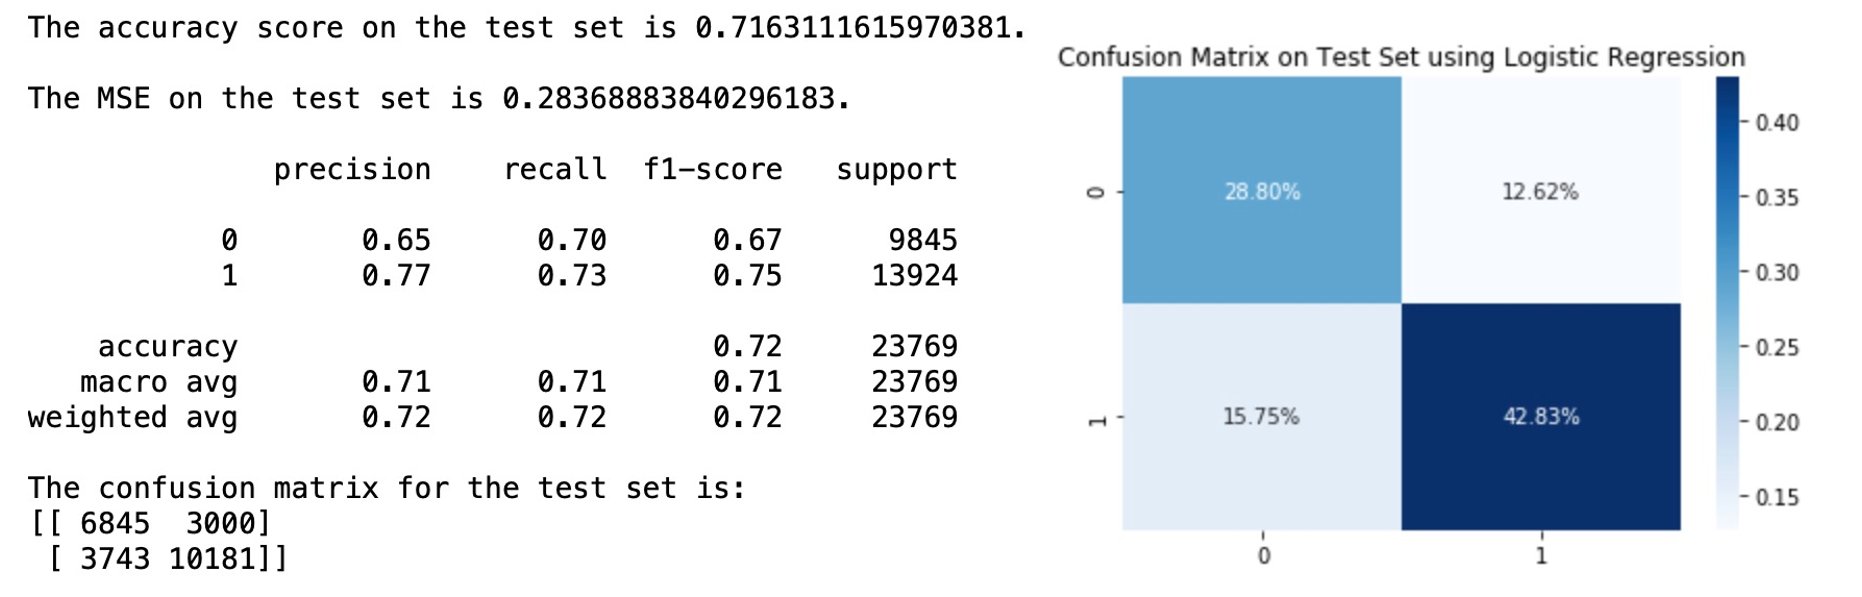 The accuracy score on the test set is 0.7163111615970381.
The MSE on the test set is 0.28368883840296183.
precision recall f1-score support
0 0.65 0.70 0.67 9845
1 0.77 0.73 0.75 13924
accuracy 0.72 23769
macro avg 0.71 0.71 0.71 23769
weighted avg 0.72 0.72 0.72 23769
The confusion matrix for the test set is:
[[ 6845 3000]
[ 3743 10181]]
Confusion Matrix on Test Set using Logistic Regression
0 28.80% 12.62%
1 15.75% 42.83%
0 1
0.40
0.35
0.30
0.25
0.20
0.15